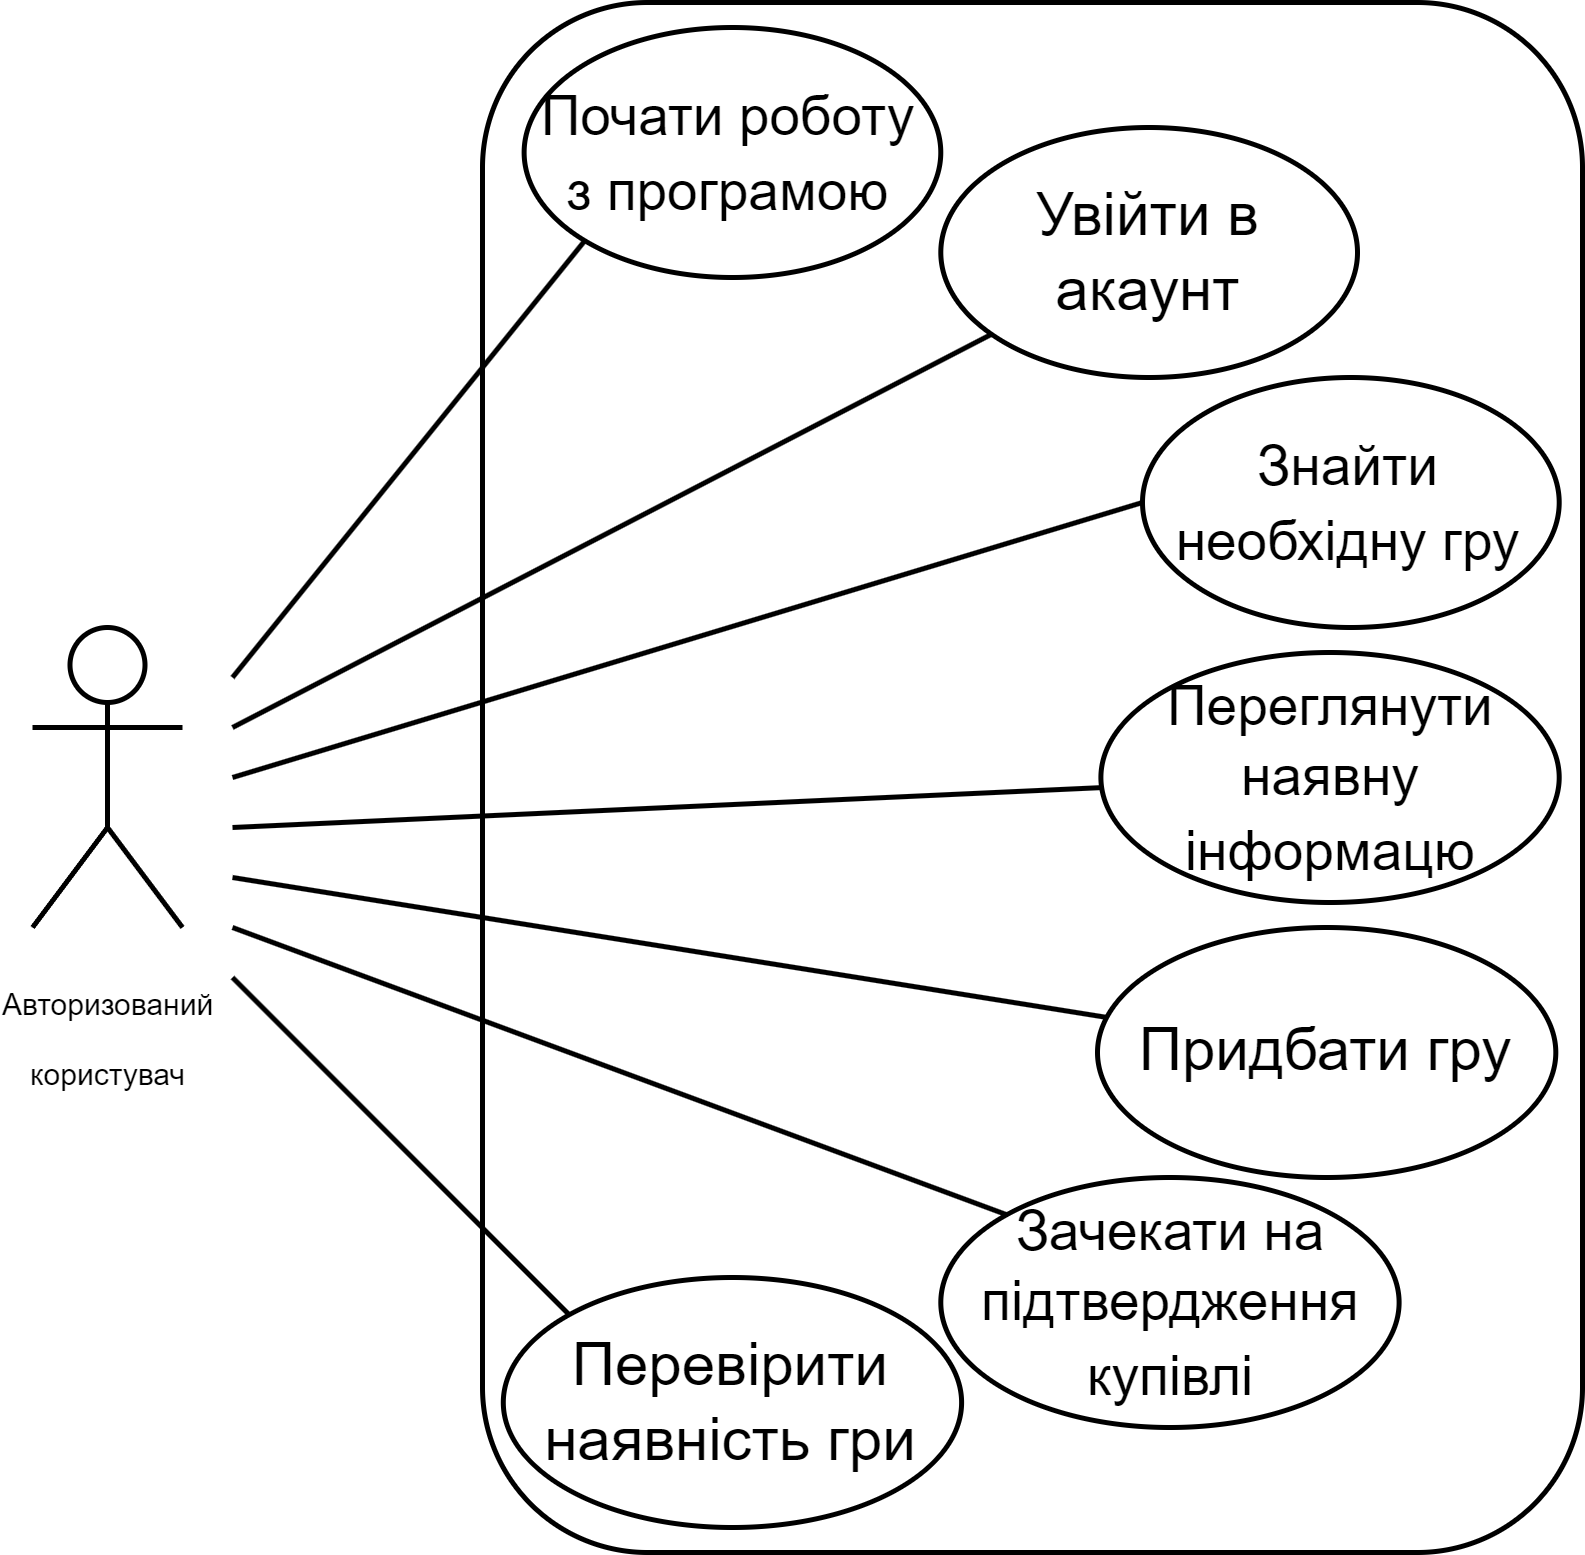 Почати роботу
з програмою
Увійти в
акаунт
Знайти
необхідну гру
Переглянути
наявну
інформацю
Придбати гру
Зачекати на
підтвердження
купівлі
Перевірити
наявність гри
Авторизований
користувач